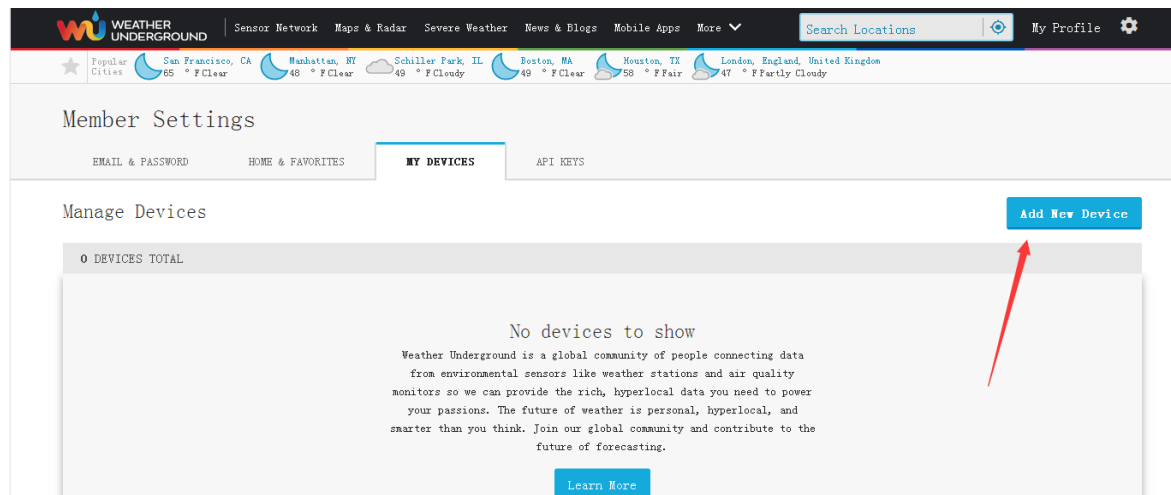 WEATHER UNDERGROUND
Sensor Network Maps & Radar Severe Weather News & Blogs Mobile Apps More Search Locations My Profile
Popular Cities
San Francisco, CA
65 °F Clear
Manhattan, NY
48 °F Clear
Schiller Park, IL
49 °F Cloudy
Boston, MA
49 °F Clear
Houston, TX
58 °F Fair
London, England, United Kingdom
47 °F Partly Cloudy
Member Settings
EMAIL & PASSWORD HOME & FAVORITES MY DEVICES API KEYS
Manage Devices
Add New Device
0 DEVICES TOTAL
No devices to show
Weather Underground is a global community of people connecting data
from environmental sensors like weather stations and air quality
monitors so we can provide the rich, hyperlocal data you need to power
your passions. The future of weather is personal, hyperlocal, and
smarter than you think. Join our global community and contribute to the
future of forecasting.
Learn More